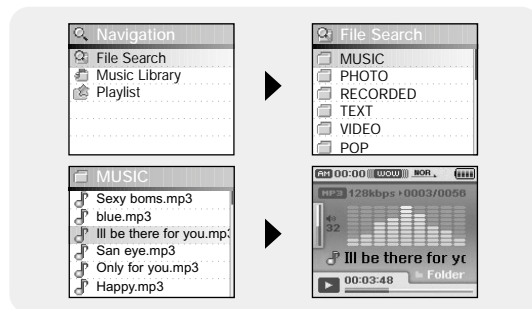 Navigation
File Search
Music Library
Playlist
File Search
MUSIC
PHOTO
RECORDED
TEXT
VIDEO
POP
MUSIC
Sexy boms.mp3
blue.mp3
Ill be there for you.mp3
San eye.mp3
Only for you.mp3
Happy.mp3
AM 00:00 WOW NOR
MP3 128kbps 0003/0056
32
Ill be there for yo
Folder
00:03:48